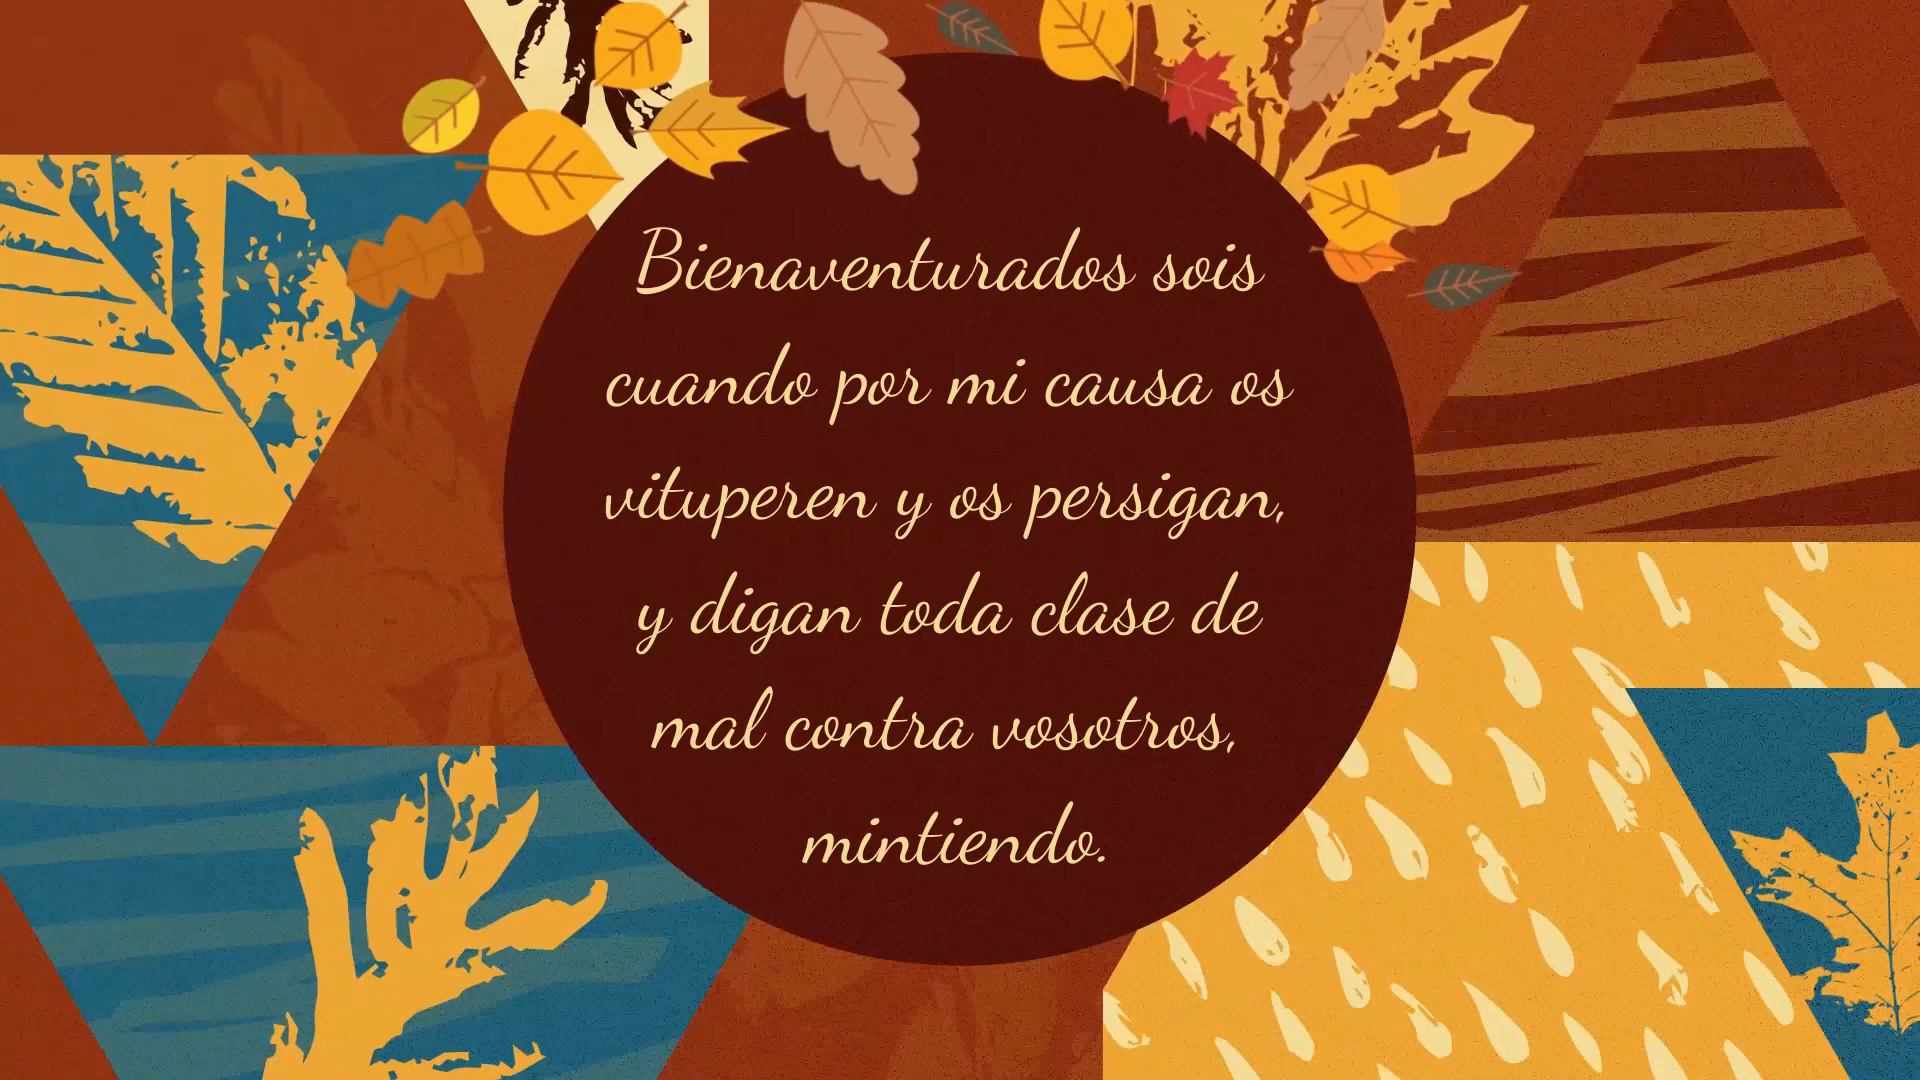 Bienaventurados sois
cuando por mi causa os
vituperen y os persigan,
y digan toda clase de
mal contra vosotros,
mintiendo.